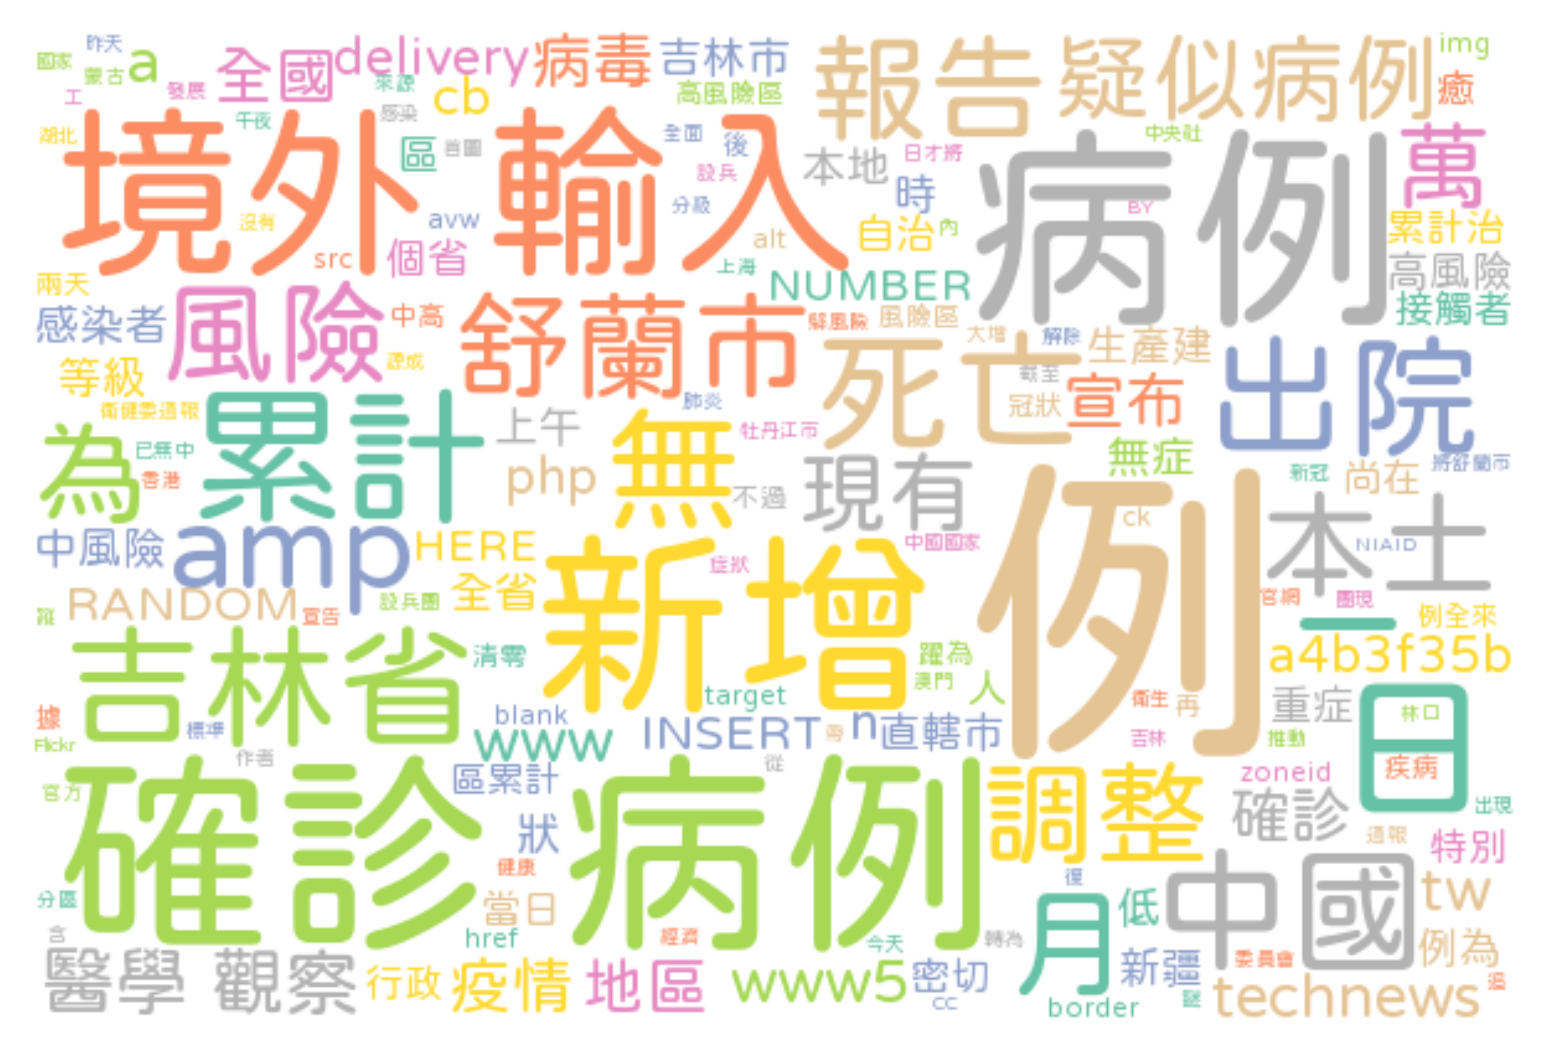 國家 昨天 蒙古 a 發展 工 全國 delivery 病毒 吉林市 報告 疑似病例 img
來源 cb 高風險區 癒
湖北 午夜 感染 區 首圖 全面 後 本地 日才將 中央社 萬
境外輸入 病例
設兵 時 BY
沒有 avw 分級 自治 內 累計治
src 個省 alt 上海 高風險
兩天 NUMBER 接觸者
感染者 風險 中高 舒蘭市 風險區 大增 解除 生產建
等級 死亡 截至 宣布 出院
衛健委通報 累計 上午 肺炎 冠狀
為 已無中 無 牡丹江市 無症 將舒蘭市
香港 php 不過 現有 新冠 尚在
中風險 amp HERE 症狀 中國國家 ck 本土 NIAID
RANDOM 宣告 設兵團 全省 新增 例 官網 團現 例全來
吉林省 清零 躍為 一 a4b3f35b
target 澳門 人 衛生 再 重症 林口 日
據 標準 blank INSERT n 直轄市 吉林 推動
Flickr 作者 www 從 zoneid 疾病
官方 區累計 確診 出現
確診 病例 調整
狀 通報 特別
健康 復 中國 tw
分區 當日 月 低
含 href 經濟 今天 轉為 例為
醫學 觀察 行政 疫情 地區 www5 密切 新疆 委員會
cc border technews